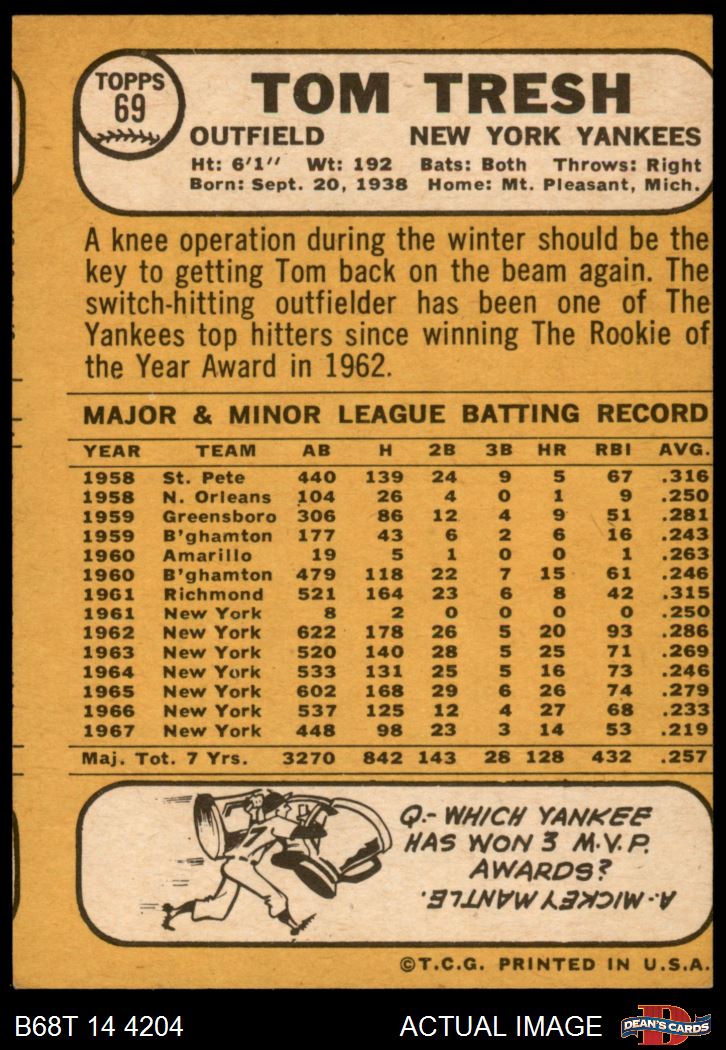 TOPPS
69
TOM TRESH
OUTFIELD NEW YORK YANKEES
Ht: 6'1" Wt: 192 Bats: Both Throws: Right
Born: Sept. 20, 1938 Home: Mt. Pleasant, Mich.
A knee operation during the winter should be the
key to getting Tom back on the beam again. The
switch-hitting outfielder has been one of The
Yankees top hitters since winning The Rookie of
the Year Award in 1962.
MAJOR & MINOR LEAGUE BATTING RECORD
YEAR TEAM AB H 2B 3B HR RBI AVG.
1958 St. Pete 440 139 24 9 5 67 .316
1958 N. Orleans 104 26 4 0 1 9 .250
1959 Greensboro 306 86 12 4 9 51 .281
1959 B'ghamton 177 43 6 2 6 16 .243
1960 Amarillo 19 5 1 0 0 1 .263
1960 B'ghamton 479 118 22 7 15 61 .246
1961 Richmond 521 164 23 6 8 42 .315
1961 New York 8 2 0 0 0 0 .250
1962 New York 622 178 26 5 20 93 .286
1963 New York 520 140 28 5 25 71 .269
1964 New York 533 131 25 5 16 73 .246
1965 New York 602 168 29 6 26 74 .279
1966 New York 537 125 12 4 27 68 .233
1967 New York 448 98 23 3 14 53 .219
Maj. Tot. 7 Yrs. 3270 842 143 28 128 432 .257
7
Q.- WHICH YANKEE
HAS WON 3 M.V.P.
AWARDS?
A.-MICKEY MANTLE.
©T.C.G. PRINTED IN U.S.A.
B68T 14 4204 ACTUAL IMAGE
D
DEAN'S CARDS